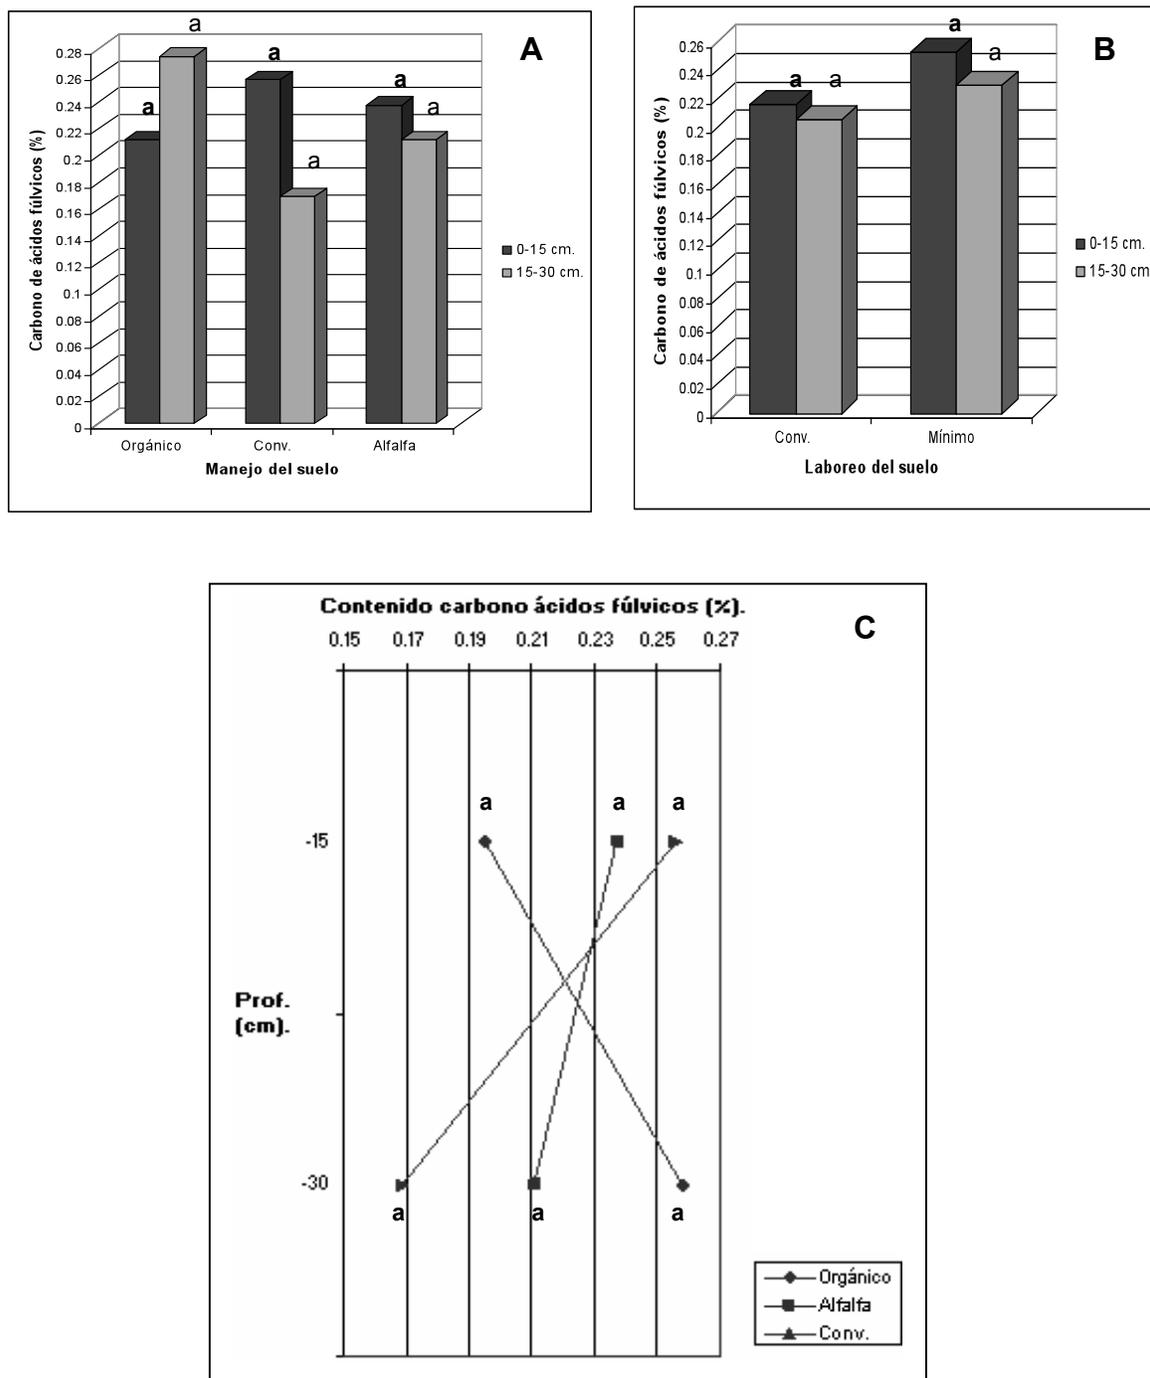 A
a
a
a
a
a
a
0.28
0.26
0.24
0.22
0.2
0.18
0.16
0.14
0.12
0.1
0.08
0.06
0.04
0.02
0
Carbono de ácidos fúlvicos (%)
Orgánico Conv. Alfalfa
Manejo del suelo
0-15 cm.
15-30 cm.
B
a
a
a
a
0.26
0.24
0.22
0.2
0.18
0.16
0.14
0.12
0.1
0.08
0.06
0.04
0.02
0
Carbono de ácidos fúlvicos (%)
Conv. Mínimo
Laboreo del suelo
0-15 cm.
15-30 cm
Contenido carbono ácidos fúlvicos (%).
C
0.15 0.17 0.19 0.21 0.23 0.25 0.27
a a a
-15
Prof.
(cm).
-30
a a a
Orgánico
Alfalfa
Conv.